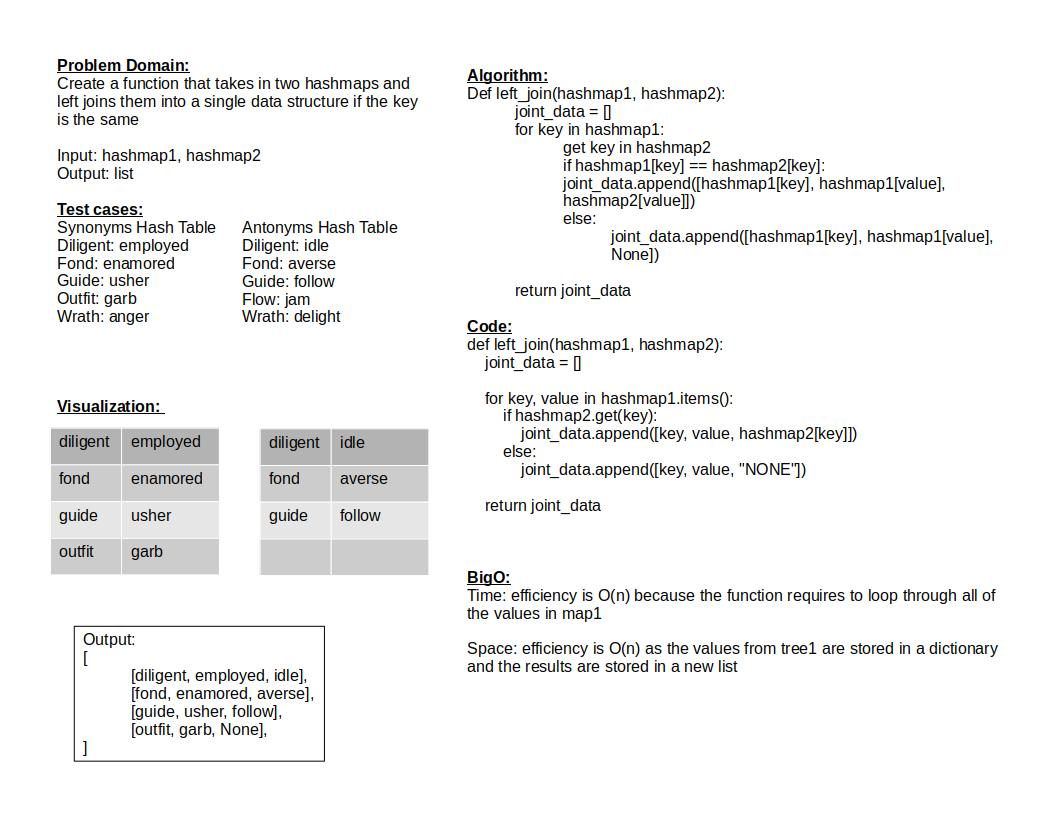 Problem Domain:
Create a function that takes in two hashmaps and
left joins them into a single data structure if the key
is the same
Input: hashmap1, hashmap2
Output: list
Test cases:
Synonyms Hash Table Antonyms Hash Table
Diligent: employed Diligent: idle
Fond: enamored Fond: averse
Guide: usher Guide: follow
Outfit: garb Flow: jam
Wrath: anger Wrath: delight
Visualization:
diligent employed diligent idle
fond enamored fond averse
guide usher guide follow
outfit garb
Output:
[
[diligent, employed, idle],
[fond, enamored, averse],
[guide, usher, follow],
[outfit, garb, None],
]
Algorithm:
Def left_join(hashmap1, hashmap2):
joint_data = []
for key in hashmap1:
get key in hashmap2
if hashmap1[key] == hashmap2[key]:
joint_data.append([hashmap1[key], hashmap1[value],
hashmap2[value]])
else:
joint_data.append([hashmap1[key], hashmap1[value],
None])
return joint_data
Code:
def left_join(hashmap1, hashmap2):
joint_data = []
for key, value in hashmap1.items():
if hashmap2.get(key):
joint_data.append([key, value, hashmap2[key]])
else:
joint_data.append([key, value, "NONE"])
return joint_data
BigO:
Time: efficiency is O(n) because the function requires to loop through all of
the values in map1
Space: efficiency is O(n) as the values from tree1 are stored in a dictionary
and the results are stored in a new list